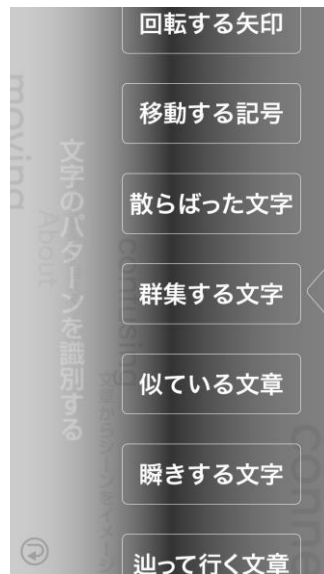 回転する矢印
移動する記号
散らばった文字
群集する文字
似ている文章
瞬きする文字
辿って行く文章
文字のパターンを識別する
moving
About
confusing
conne